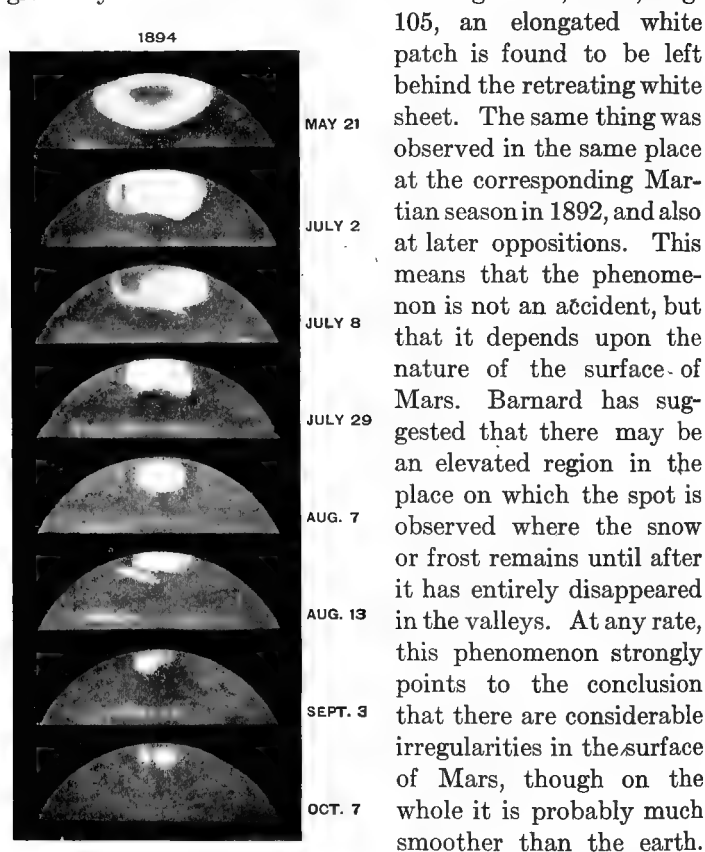 1894
MAY 21
JULY 2
JULY 8
JULY 29
AUG. 7
AUG. 13
SEPT. 3
OCT. 7
105, an elongated white
patch is found to be left
behind the retreating white
sheet. The same thing was
observed in the same place
at the corresponding Mar-
tian season in 1892, and also
at later oppositions. This
means that the phenome-
non is not an accident, but
that it depends upon the
nature of the surface of
Mars. Barnard has sug-
gested that there may be
an elevated region in the
place on which the spot is
observed where the snow
or frost remains until after
it has entirely disappeared
in the valleys. At any rate,
this phenomenon strongly
points to the conclusion
that there are considerable
irregularities in the surface
of Mars, though on the
whole it is probably much
smoother than the earth.